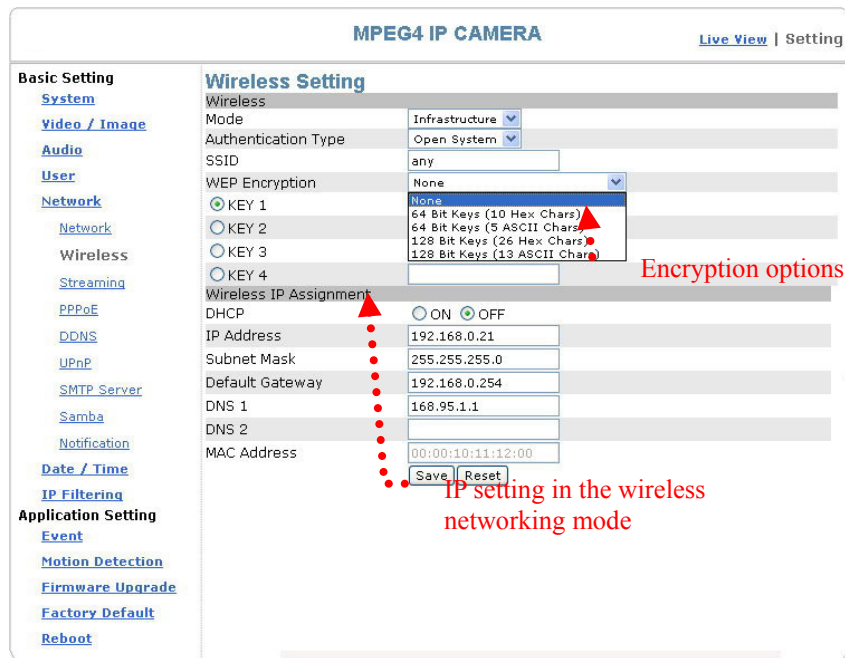 MPEG4 IP CAMERA
Live View | Setting
Basic Setting
System
Video / Image
Audio
User
Network
Network
Wireless
Streaming
PPPoE
DDNS
UPnP
SMTP Server
Samba
Notification
Date / Time
IP Filtering
Application Setting
Event
Motion Detection
Firmware Upgrade
Factory Default
Reboot
Wireless Setting
Wireless
Mode Infrastructure
Authentication Type Open System
SSID any
WEP Encryption None
None
64 Bit Keys (10 Hex Chars)
64 Bit Keys (5 ASCII Chars)
128 Bit Keys (26 Hex Chars)
128 Bit Keys (13 ASCII Chars)
KEY 1
KEY 2
KEY 3
KEY 4
Encryption options
Wireless IP Assignment
DHCP ON OFF
IP Address 192.168.0.21
Subnet Mask 255.255.255.0
Default Gateway 192.168.0.254
DNS 1 168.95.1.1
DNS 2
MAC Address 00:00:10:11:12:00
Save Reset
IP setting in the wireless
networking mode